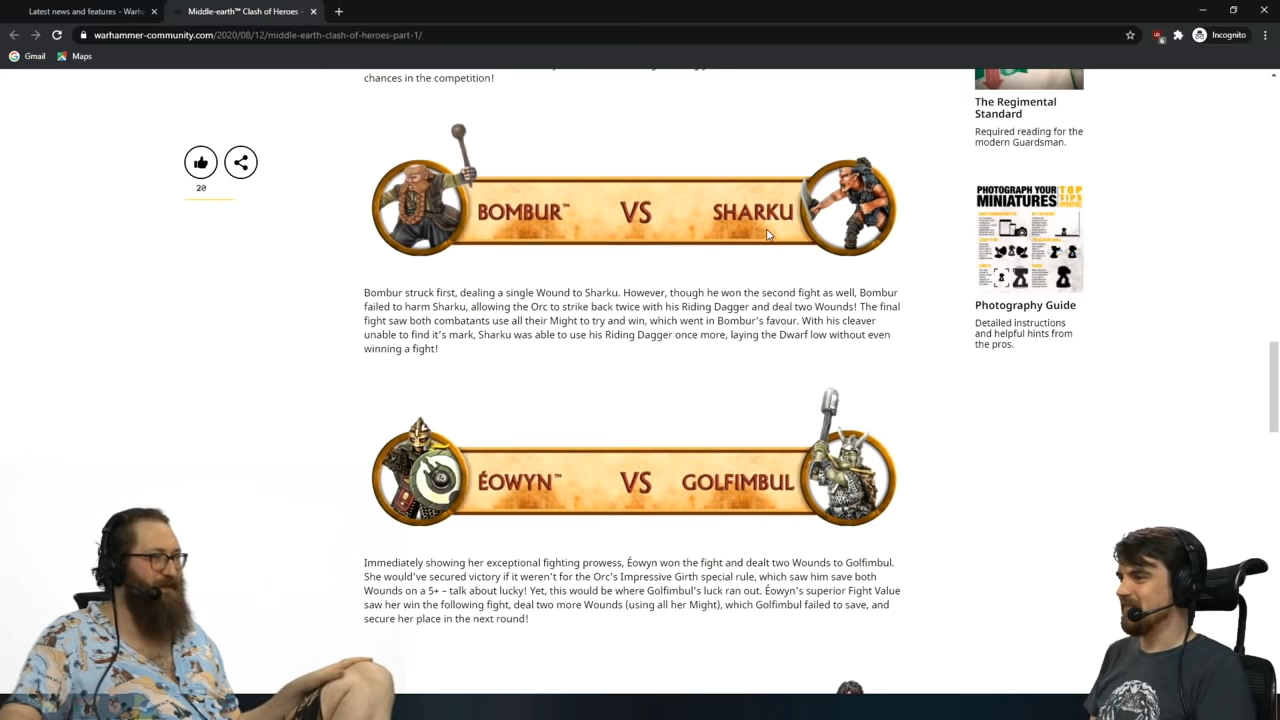 Latest news and features - Warh
Middle-earth™ Clash of Heroes -
warhammer-community.com/2020/08/12/middle-earth-clash-of-heroes-part-1/
Incognito
Gmail
Maps
chances in the competition!
20
BOMBUR™ VS SHARKU
Bombur struck first, dealing a single Wound to Sharku. However, though he won the second fight as well, Bombur
failed to harm Sharku, allowing the Orc to strike back twice with his Riding Dagger and deal two Wounds! The final
fight saw both combatants use all their Might to try and win, which went in Bombur's favour. With his cleaver
unable to find it's mark, Sharku was able to use his Riding Dagger once more, laying the Dwarf low without even
winning a fight!
ÉOWYN™ VS GOLFIMBUL
Immediately showing her exceptional fighting prowess, Éowyn won the fight and dealt two Wounds to Golfimbul.
She would've secured victory if it weren't for the Orc's Impressive Girth special rule, which saw him save both
Wounds on a 5+ – talk about lucky! Yet, this would be where Golfimbul's luck ran out. Éowyn's superior Fight Value
saw her win the following fight, deal two more Wounds (using all her Might), which Golfimbul failed to save, and
secure her place in the next round!
The Regimental
Standard
Required reading for the
modern Guardsman.
PHOTOGRAPH YOUR
MINIATURES
TOP
TIPS
Photography Guide
Detailed instructions
and helpful hints from
the pros.